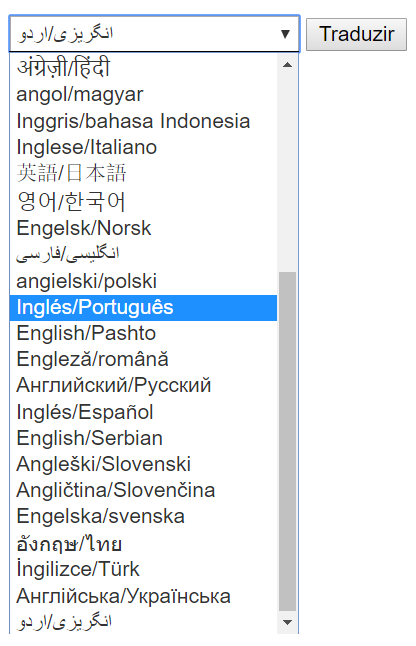 انگریزی/اردو
Traduzir
अंग्रेज़ी/हिंदी
angol/magyar
Inggris/bahasa Indonesia
Inglese/Italiano
英語/日本語
영어/한국어
Engelsk/Norsk
انگلیسی/فارسی
angielski/polski
Inglés/Português
English/Pashto
Engleză/română
Английский/Русский
Inglés/Español
English/Serbian
Angleški/Slovenski
Angličtina/Slovenčina
Engelska/svenska
อังกฤษ/ไทย
İngilizce/Türk
Англійська/Українська
انگریزی/اردو